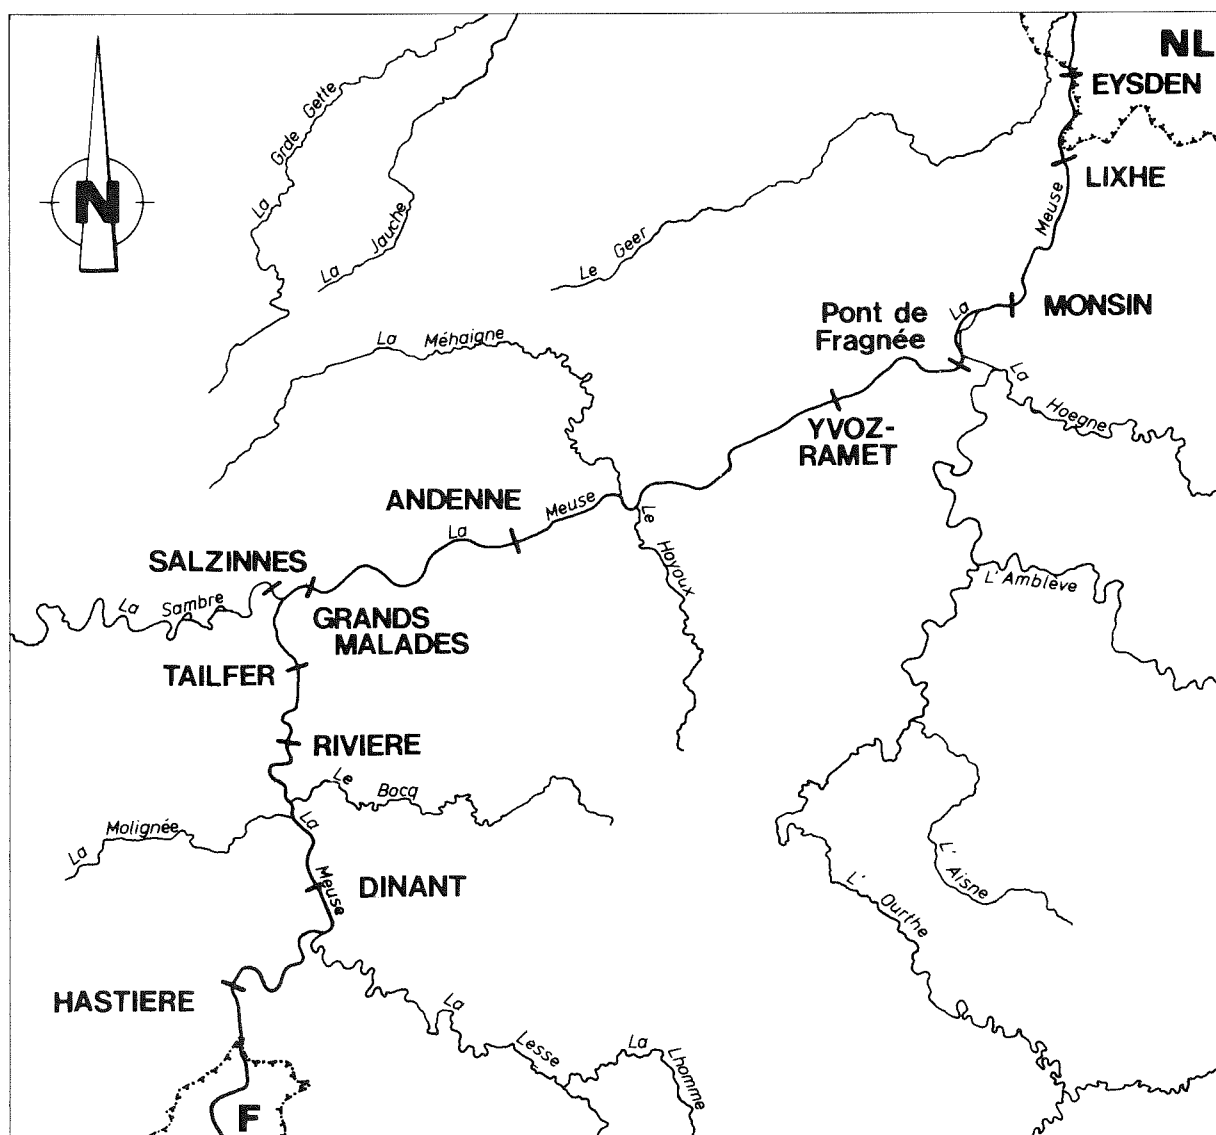 NL
EYSDEN
La Grde Gette
N
LIXHE
La Jauche
Le Geer
La Meuse
MONSIN
Pont de
Fragnée
La Méhaigne
La Hoegne
YVOZ-
RAMET
ANDENNE
La Meuse
Le Hoyoux
SALZINNES
L'Amblève
La Sambre
GRANDS
MALADES
TAILFER
RIVIERE
Le Bocq
La Molignée
La Meuse
L'Aisne
DINANT
L'Ourthe
HASTIERE
La Lesse
La Lhomme
F